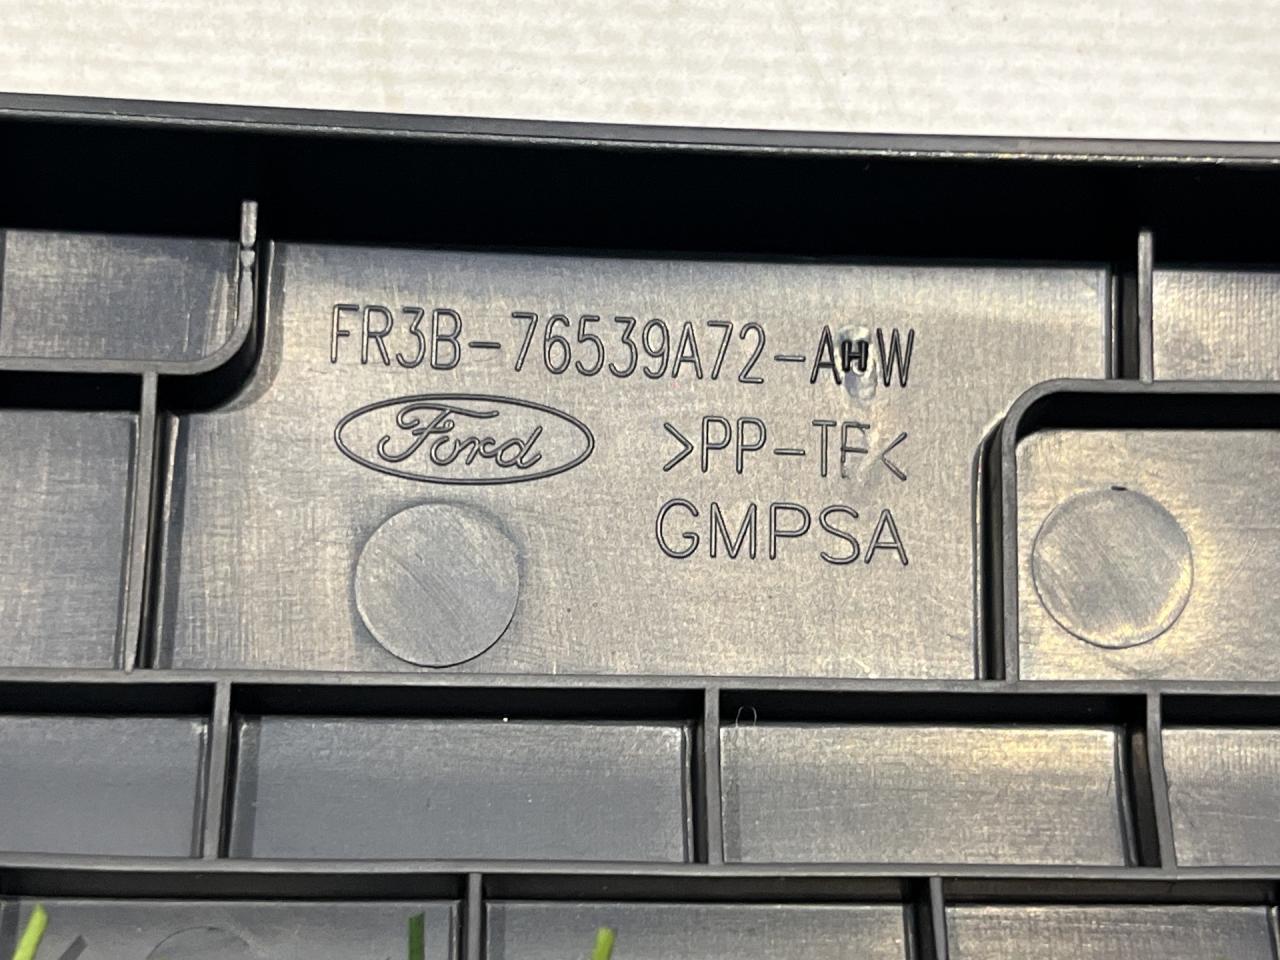 FR3B-76539A72-AHW
Ford
>PP-TF<
GMPSA